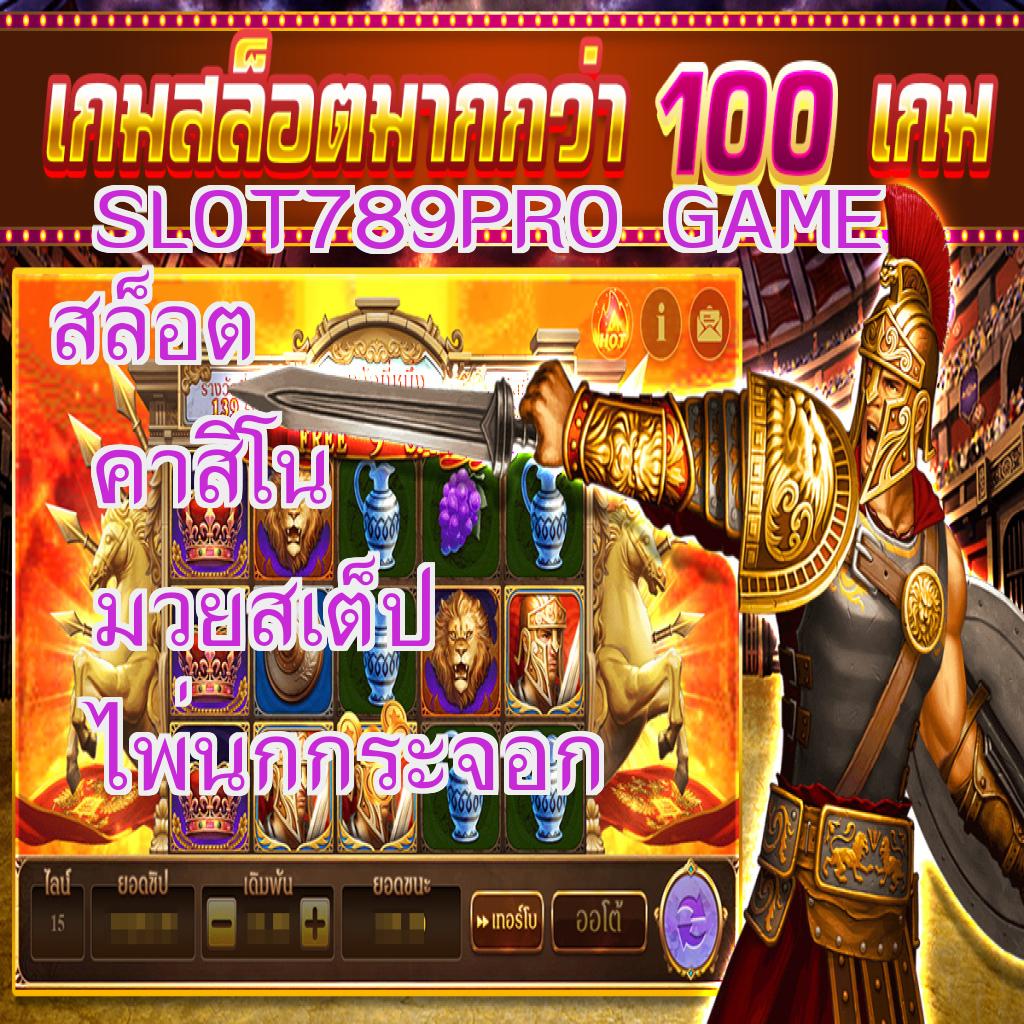 เกมสล็อตมากกว่า 100 เกม
SLOT789PRO GAME
สล็อต
HOT
139
FREE
คาสิโน
มวยสเต็ป
ไพ่นกกระจอก
ไลน์ ยอดชิป เดิมพัน ยอดชนะ
15 - + เทอร์โบ ออโต้